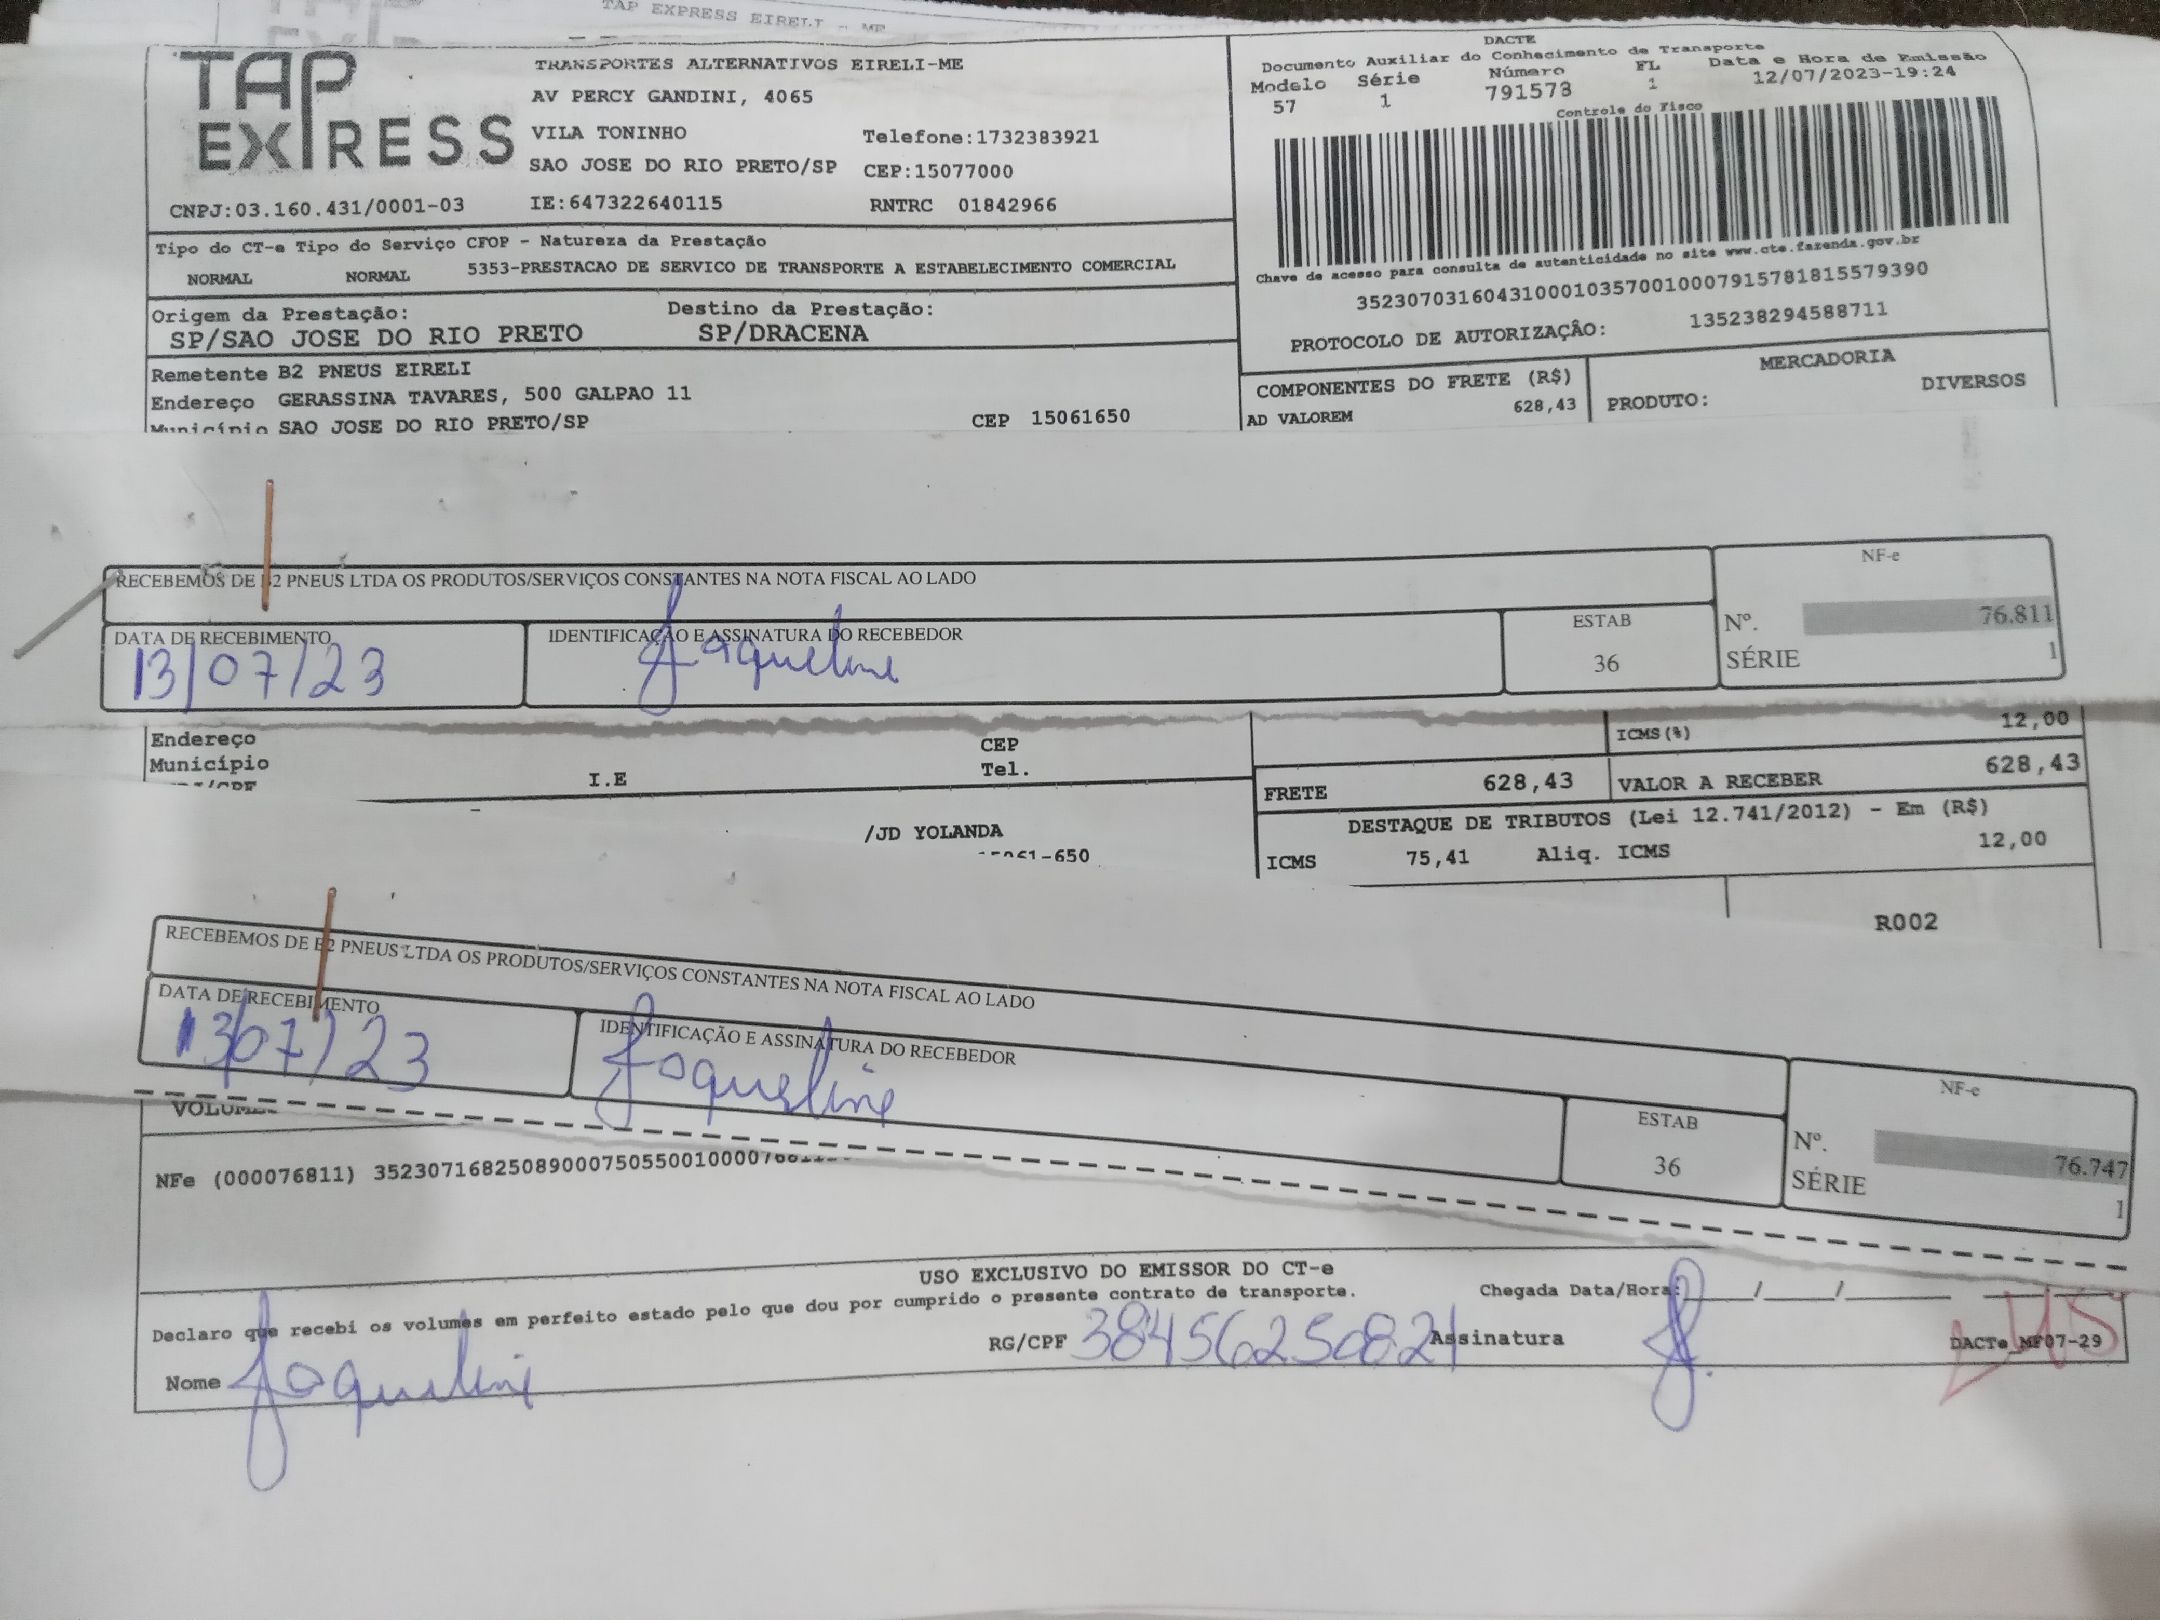 TAP EXPRESS EIRELI - ME
TAP EXPRESS
TRANSPORTES ALTERNATIVOS EIRELI-ME
AV PERCY GANDINI, 4065
VILA TONINHO Telefone:1732383921
SAO JOSE DO RIO PRETO/SP CEP:15077000
CNPJ:03.160.431/0001-03 IE:647322640115 RNTRC 01842966
DACTE
Documento Auxiliar do Conhecimento de Transporte
Modelo Série Número FL Data e Hora de Emissão
57 1 791573 1 12/07/2023-19:24
Controle do Fisco
Chave de acesso para consulta de autenticidade no site www.cte.fazenda.gov.br
35230703160431000103570010007915781815579390
PROTOCOLO DE AUTORIZAÇÂO: 135238294588711
Tipo do CT-e Tipo do Serviço CFOP - Natureza da Prestação
NORMAL NORMAL 5353-PRESTACAO DE SERVICO DE TRANSPORTE A ESTABELECIMENTO COMERCIAL
Origem da Prestação: Destino da Prestação:
SP/SAO JOSE DO RIO PRETO SP/DRACENA
Remetente B2 PNEUS EIRELI
Endereço GERASSINA TAVARES, 500 GALPAO 11
Município SAO JOSE DO RIO PRETO/SP CEP 15061650
COMPONENTES DO FRETE (R$) MERCADORIA
AD VALOREM 628,43 PRODUTO: DIVERSOS
RECEBEMOS DE B2 PNEUS LTDA OS PRODUTOS/SERVIÇOS CONSTANTES NA NOTA FISCAL AO LADO
DATA DE RECEBIMENTO IDENTIFICAÇÃO E ASSINATURA DO RECEBEDOR
13/07/23 Jaqueline
ESTAB
36
NF-e
Nº. 76.811
SÉRIE 1
Endereço CEP
Município Tel.
I.E
ICMS(%) 12,00
FRETE 628,43 VALOR A RECEBER 628,43
DESTAQUE DE TRIBUTOS (Lei 12.741/2012) - Em (R$)
ICMS 75,41 Aliq. ICMS 12,00
/JD YOLANDA
R002
RECEBEMOS DE B2 PNEUS LTDA OS PRODUTOS/SERVIÇOS CONSTANTES NA NOTA FISCAL AO LADO
DATA DE RECEBIMENTO IDENTIFICAÇÃO E ASSINATURA DO RECEBEDOR
13/07/23 Jaqueline
ESTAB
36
NF-e
Nº. 76.747
SÉRIE 1
NFe (000076811)
USO EXCLUSIVO DO EMISSOR DO CT-e
Declaro que recebi os volumes em perfeito estado pelo que dou por cumprido o presente contrato de transporte.
Chegada Data/Hora: / /
Nome Jaqueline RG/CPF 38456250821 Assinatura J.
DACTe_MF07-29